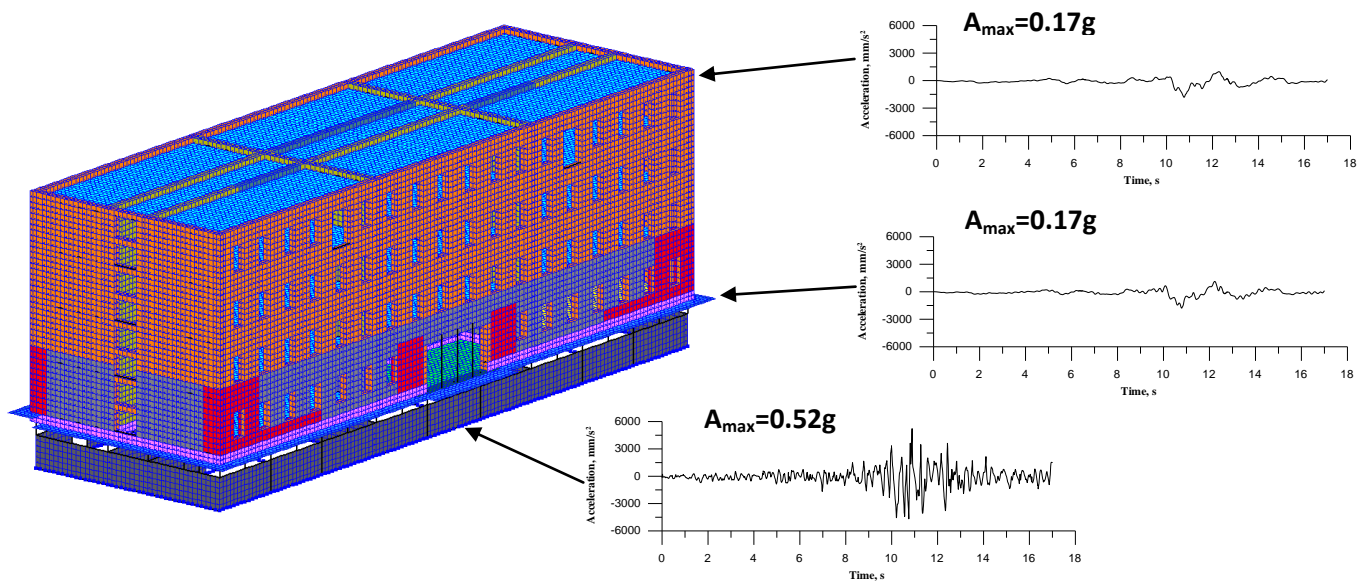 A_max=0.17g
Acceleration, mm/s²
6000
3000
0
-3000
-6000
0 2 4 6 8 10 12 14 16 18
Time, s
A_max=0.17g
Acceleration, mm/s²
6000
3000
0
-3000
-6000
0 2 4 6 8 10 12 14 16 18
Time, s
A_max=0.52g
Acceleration, mm/s²
6000
3000
0
-3000
-6000
0 2 4 6 8 10 12 14 16 18
Time, s